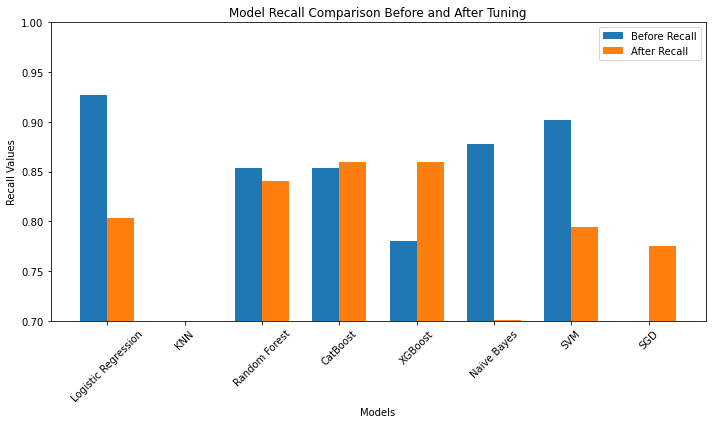 Model Recall Comparison Before and After Tuning
Before Recall
After Recall
Recall Values
1.00
0.95
0.90
0.85
0.80
0.75
0.70
Logistic Regression
KNN
Random Forest
CatBoost
XGBoost
Naive Bayes
SVM
SGD
Models